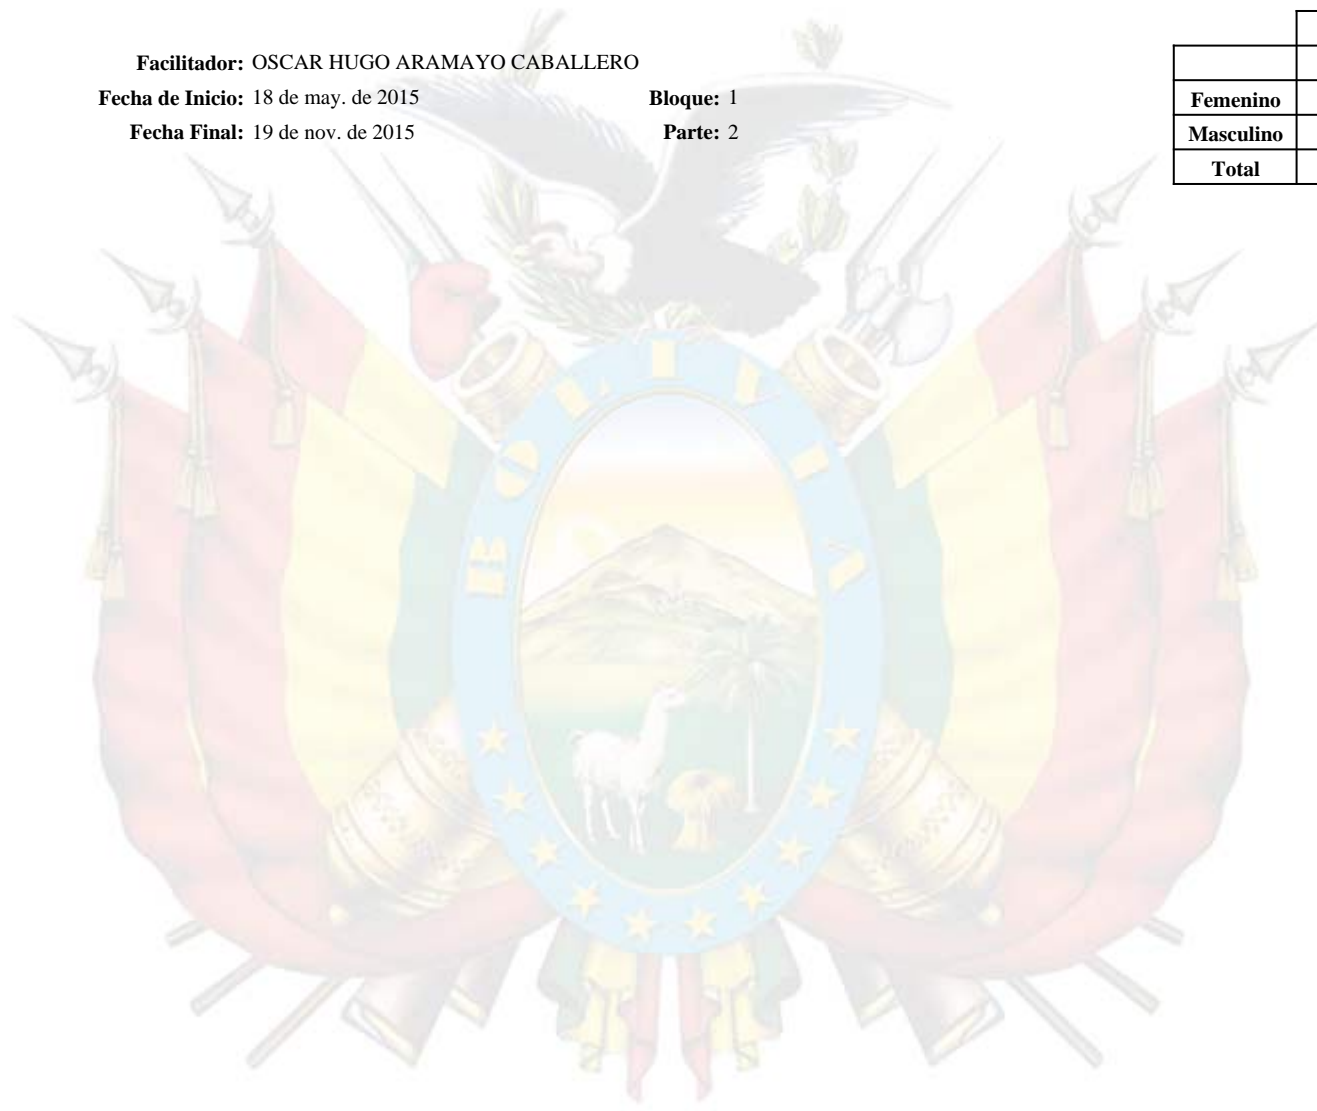 Facilitador: OSCAR HUGO ARAMAYO CABALLERO
Fecha de Inicio: 18 de may. de 2015 Bloque: 1
Fecha Final: 19 de nov. de 2015 Parte: 2
Femenino
Masculino
Total
BOLIVIA